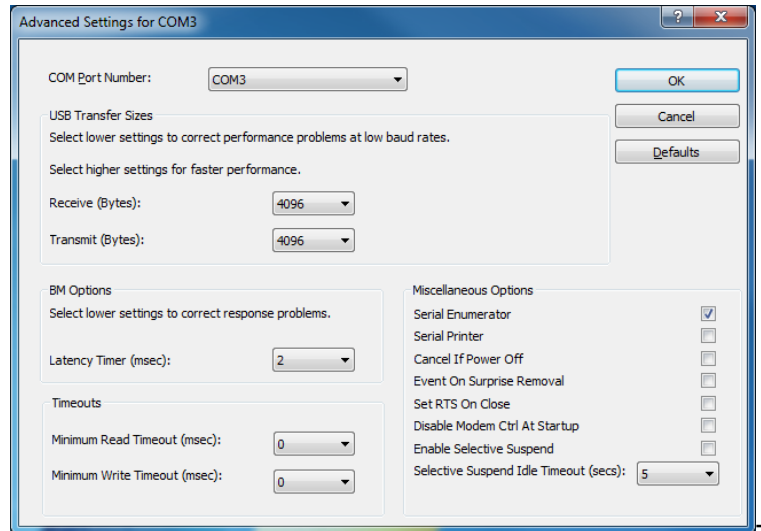 Advanced Settings for COM3
COM Port Number: COM3
OK
Cancel
Defaults
USB Transfer Sizes
Select lower settings to correct performance problems at low baud rates.
Select higher settings for faster performance.
Receive (Bytes): 4096
Transmit (Bytes): 4096
BM Options
Select lower settings to correct response problems.
Latency Timer (msec): 2
Timeouts
Minimum Read Timeout (msec): 0
Minimum Write Timeout (msec): 0
Miscellaneous Options
Serial Enumerator
Serial Printer
Cancel If Power Off
Event On Surprise Removal
Set RTS On Close
Disable Modem Ctrl At Startup
Enable Selective Suspend
Selective Suspend Idle Timeout (secs): 5